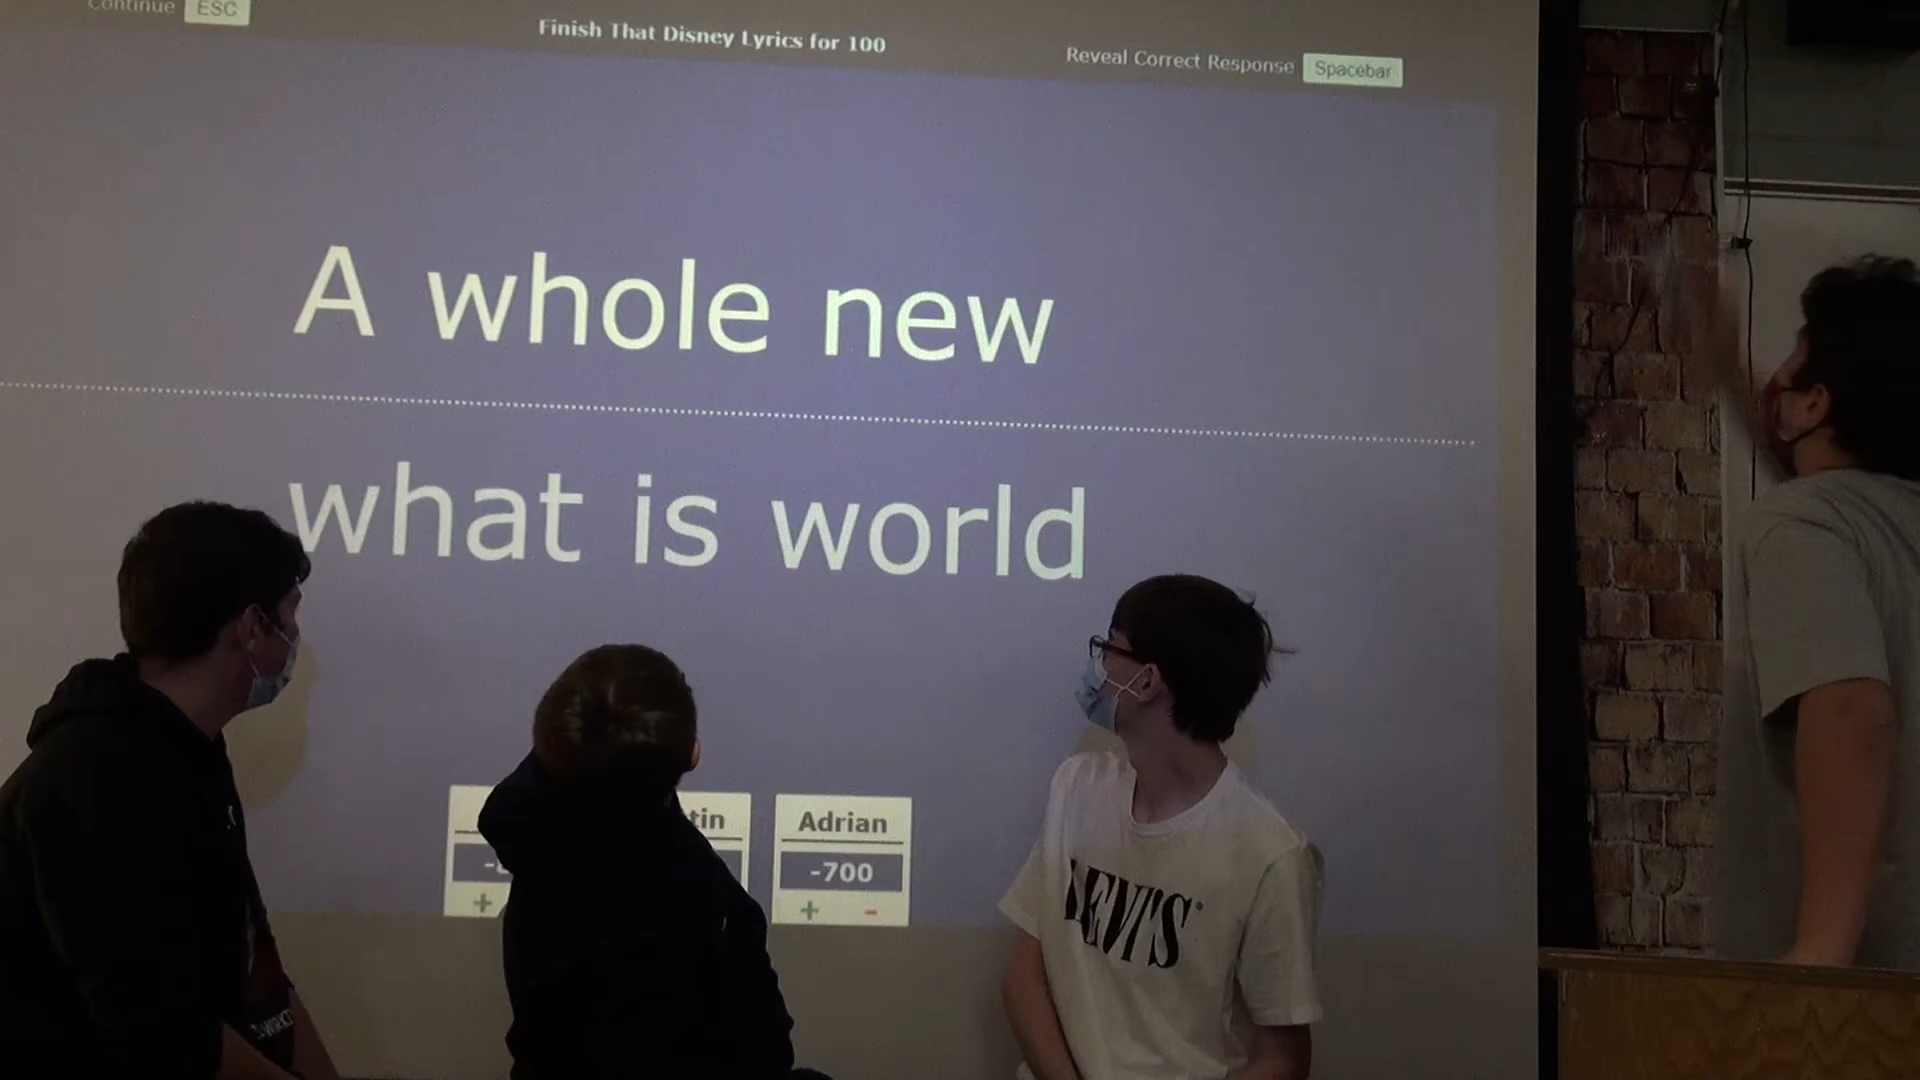 Continue ESC
Finish That Disney Lyrics for 100
Reveal Correct Response Spacebar
A whole new
what is world
Adrian
-700
+ -
+
LEVI'S